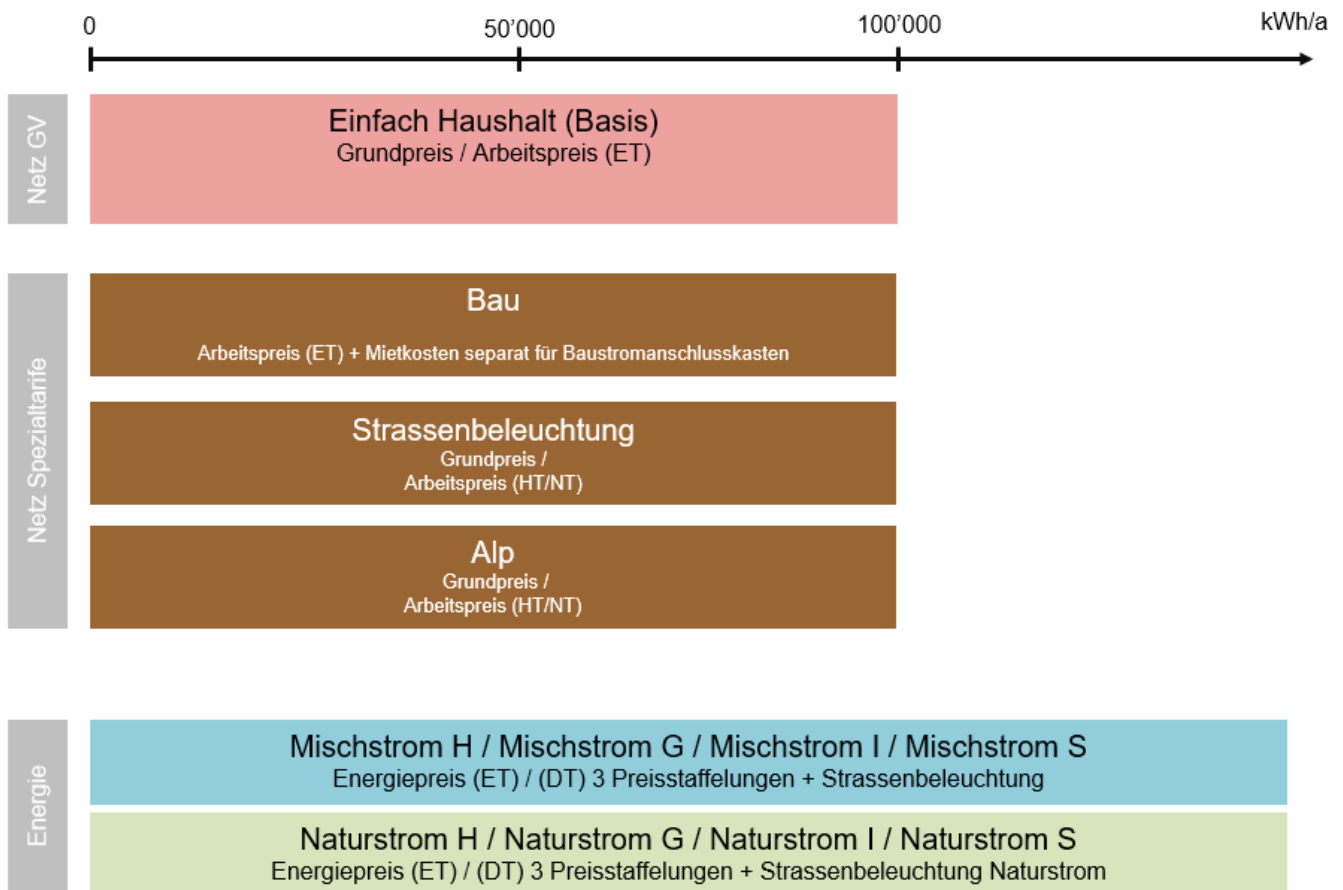 0
50’000
100’000
kWh/a
Netz GV
Einfach Haushalt (Basis)
Grundpreis / Arbeitspreis (ET)
Netz Spezialtarife
Bau
Arbeitspreis (ET) + Mietkosten separat für Baustromanschlusskasten
Strassenbeleuchtung
Grundpreis /
Arbeitspreis (HT/NT)
Alp
Grundpreis /
Arbeitspreis (HT/NT)
Energie
Mischstrom H / Mischstrom G / Mischstrom I / Mischstrom S
Energiepreis (ET) / (DT) 3 Preisstaffelungen + Strassenbeleuchtung
Naturstrom H / Naturstrom G / Naturstrom I / Naturstrom S
Energiepreis (ET) / (DT) 3 Preisstaffelungen + Strassenbeleuchtung Naturstrom